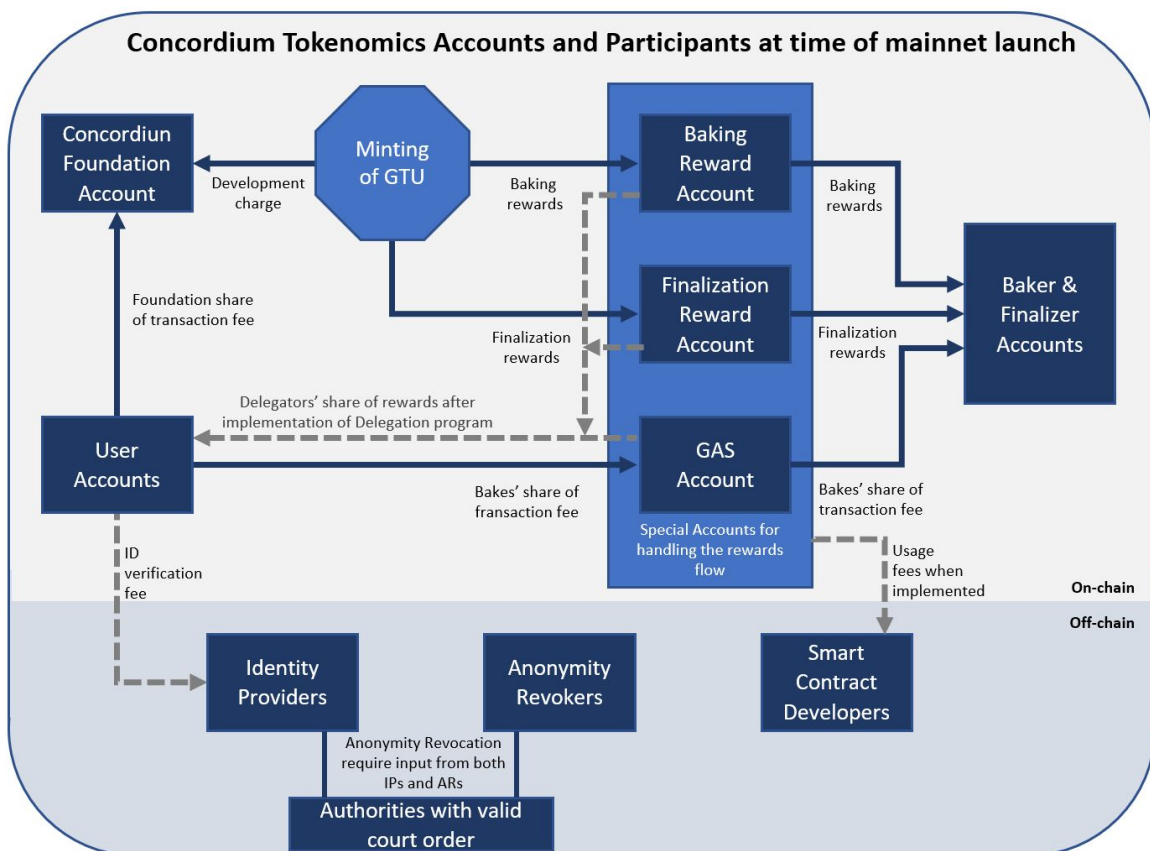 Concordium Tokenomics Accounts and Participants at time of mainnet launch
Concordiun
Foundation
Account
Minting
of GTU
Baking
Reward
Account
Development
charge
Baking
rewards
Baking
rewards
Foundation share
of transaction fee
Finalization
Reward
Account
Baker &
Finalizer
Accounts
Finalization
rewards
Finalization
rewards
Delegators’ share of rewards after
implementation of Delegation program
User
Accounts
GAS
Account
Bakes’ share of
fransaction fee
Bakes’ share of
transaction fee
Special Accounts for
handling the rewards
flow
ID
verification
fee
Usage
fees when
implemented
On-chain
Off-chain
Identity
Providers
Anonymity
Revokers
Smart
Contract
Developers
Anonymity Revocation
require input from both
IPs and ARs
Authorities with valid
court order